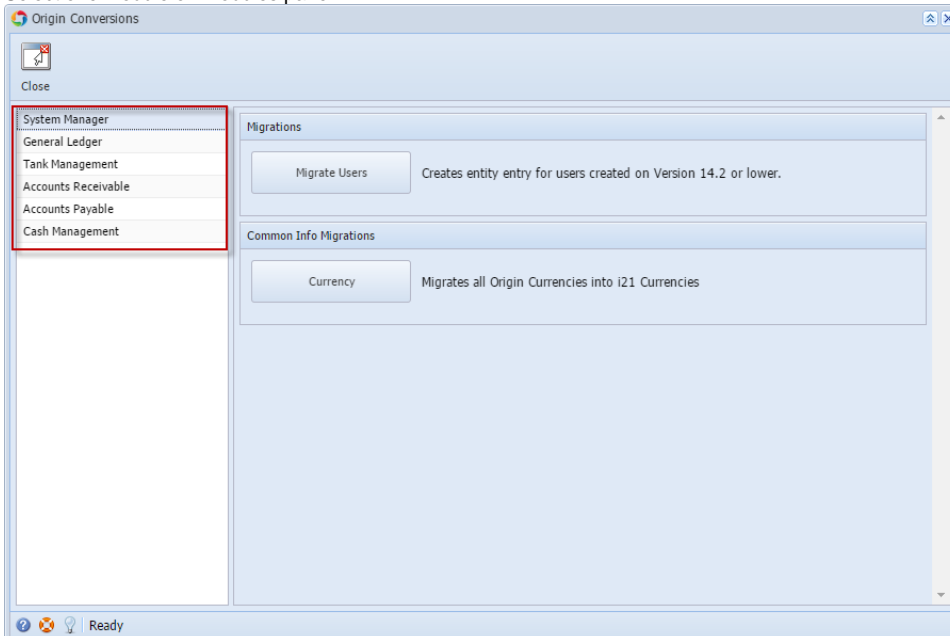 Origin Conversions
Close
System Manager
General Ledger
Tank Management
Accounts Receivable
Accounts Payable
Cash Management
Migrations
Migrate Users Creates entity entry for users created on Version 14.2 or lower.
Common Info Migrations
Currency Migrates all Origin Currencies into i21 Currencies
Ready